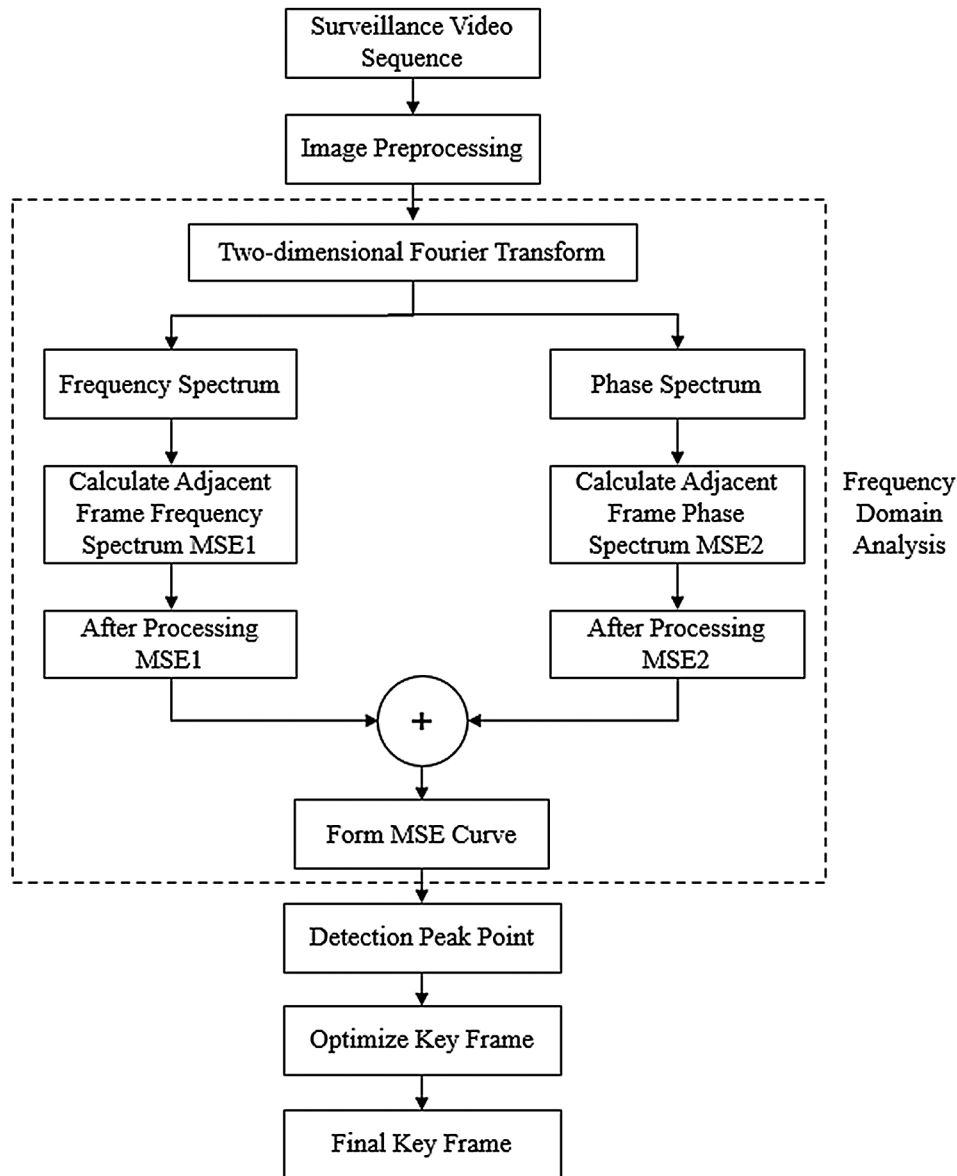 Surveillance Video
Sequence
Image Preprocessing
Two-dimensional Fourier Transform
Frequency Spectrum
Phase Spectrum
Calculate Adjacent
Frame Frequency
Spectrum MSE1
Calculate Adjacent
Frame Phase
Spectrum MSE2
Frequency
Domain
Analysis
After Processing
MSE1
After Processing
MSE2
+
Form MSE Curve
Detection Peak Point
Optimize Key Frame
Final Key Frame